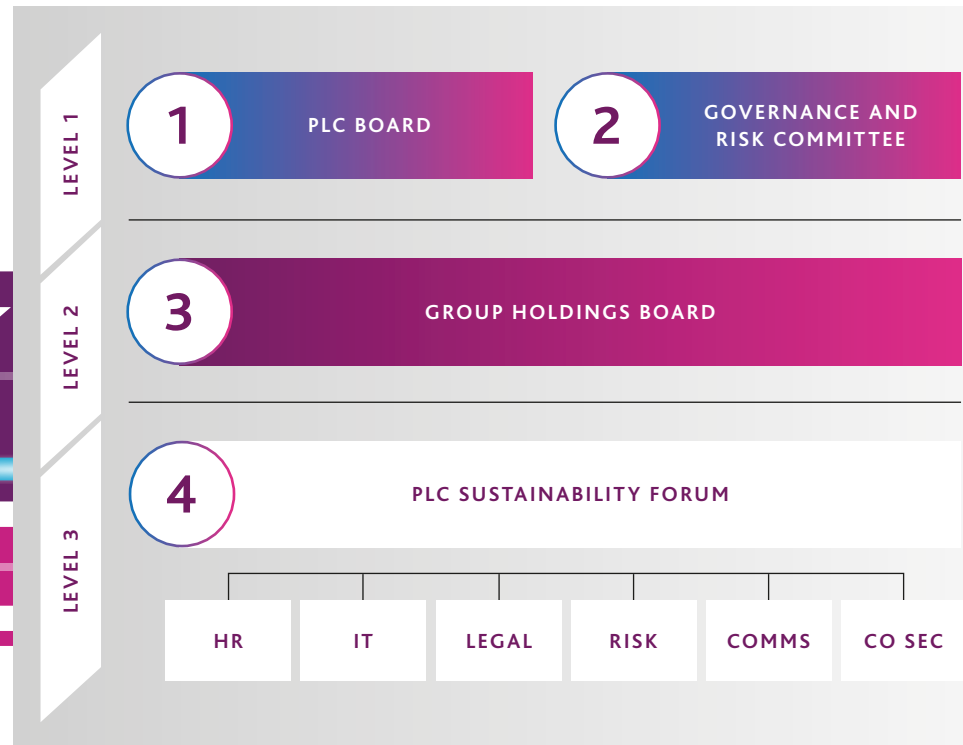 LEVEL 1
1
PLC BOARD
2
GOVERNANCE AND
RISK COMMITTEE
LEVEL 2
3
GROUP HOLDINGS BOARD
LEVEL 3
4
PLC SUSTAINABILITY FORUM
HR
IT
LEGAL
RISK
COMMS
CO SEC